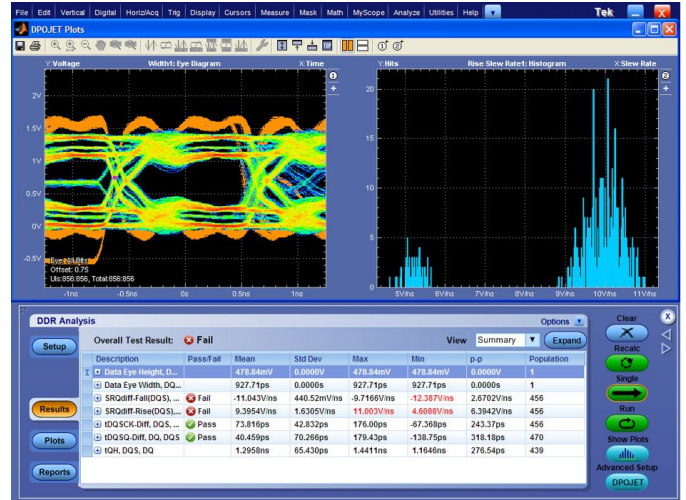 File Edit Vertical Digital Horiz/Acq Trig Display Cursors Measure Mask Math MyScope Analyze Utilities Help Tek
DPOJET Plots
Y:Voltage Width1: Eye Diagram X:Time
Y:Hits Rise Slew Rate1: Histogram X:Slew Rate
2V
1.5V
1V
0.5V
0V
-0.5V
Eye: All Bits
Offset: 0.75
UIs:856:856, Total:856:856
-1ns -0.5ns 0s 0.5ns 1ns
20
15
10
5
0
5V/ns 6V/ns 7V/ns 8V/ns 9V/ns 10V/ns 11V/ns
DDR Analysis
Options
Clear
Setup
Overall Test Result: Fail
View Summary Expand
Recalc
Description Pass/Fail Mean Std Dev Max Min p-p Population
Data Eye Height, D... 478.84mV 0.0000V 478.84mV 478.84mV 0.0000V 1
Data Eye Width, DQ... 927.71ps 0.0000s 927.71ps 927.71ps 0.0000s 1
SRQdiff-Fall(DQS), ... Fail -11.043V/ns 440.52mV/ns -9.7166V/ns -12.387V/ns 2.6702V/ns 456
SRQdiff-Rise(DQS),... Fail 9.3954V/ns 1.6305V/ns 11.003V/ns 4.6088V/ns 6.3942V/ns 456
tDQSCK-Diff, DQS, ... Pass 73.816ps 42.832ps 176.00ps -67.368ps 243.37ps 456
tDQSQ-Diff, DQ, DQS Pass 40.459ps 70.266ps 179.43ps -138.75ps 318.18ps 470
tQH, DQS, DQ 1.2958ns 65.430ps 1.4411ns 1.1646ns 276.54ps 439
Single
Results
Run
Plots
Show Plots
Reports
Advanced Setup
DPOJET